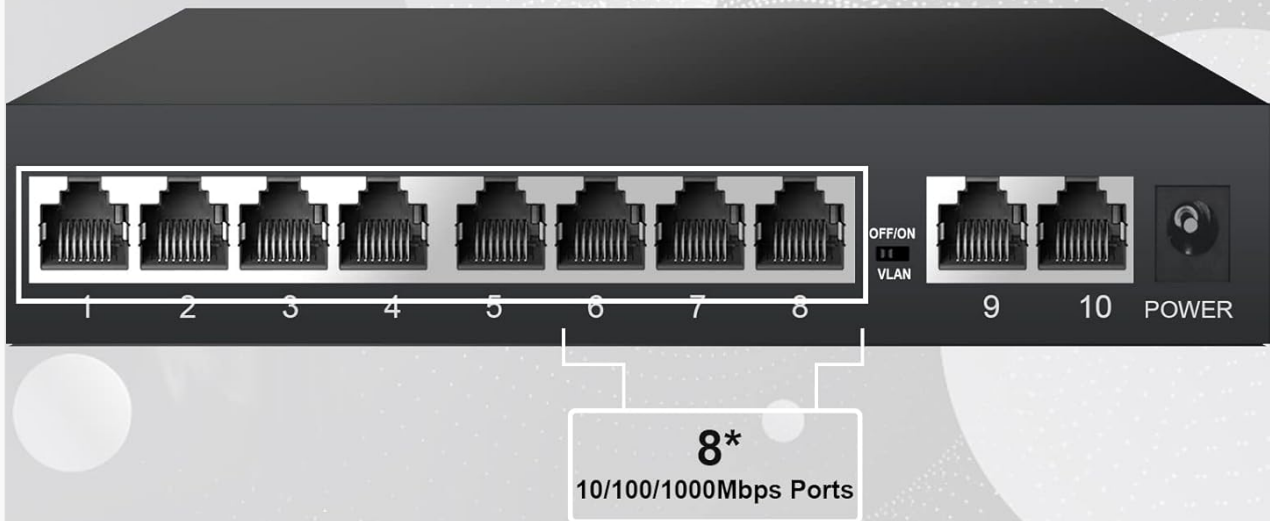 OFF/ON
VLAN
1 2 3 4 5 6 7 8 9 10 POWER
8*
10/100/1000Mbps Ports